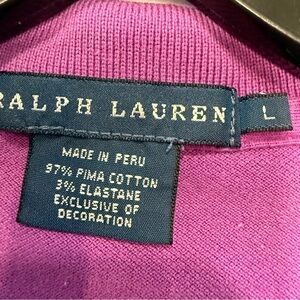 RALPH LAUREN
L
MADE IN PERU
97% PIMA COTTON
3% ELASTANE
EXCLUSIVE OF
DECORATION